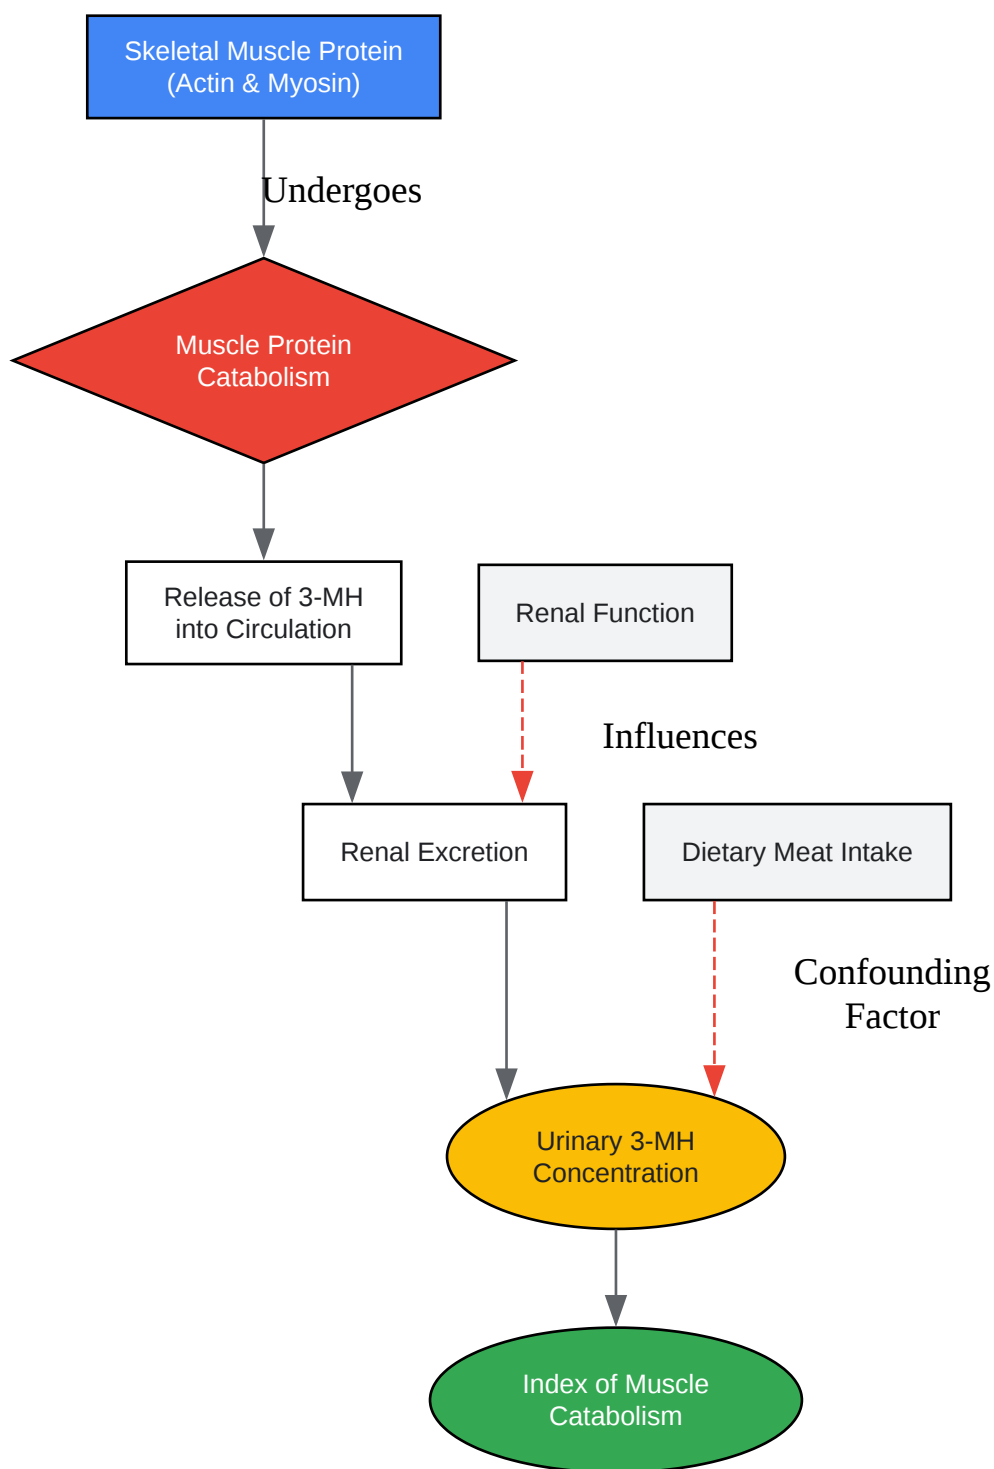 Skeletal Muscle Protein
(Actin & Myosin)
Undergoes
Muscle Protein
Catabolism
Release of 3-MH
into Circulation
Renal Function
Influences
Renal Excretion
Dietary Meat Intake
Confounding
Factor
Urinary 3-MH
Concentration
Index of Muscle
Catabolism